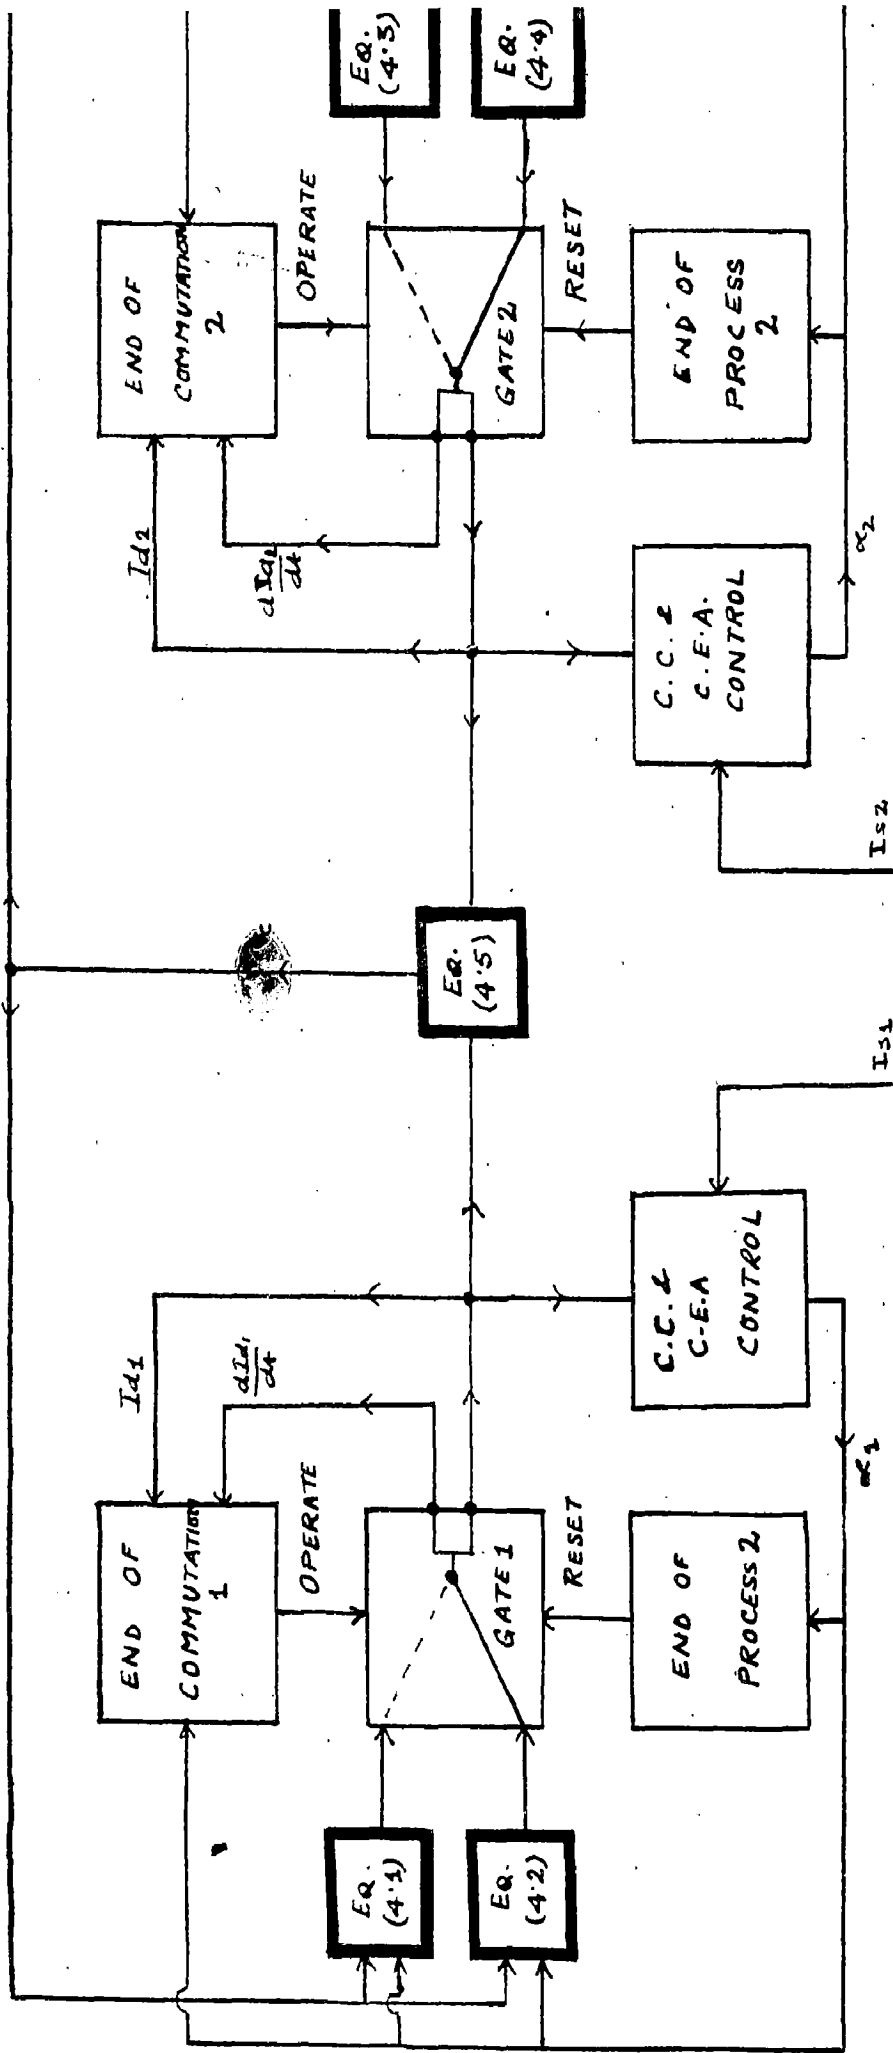 END OF
COMMUTATION
1
Id1
dId1
dt
OPERATE
EQ.
(4.1)
EQ.
(4.2)
GATE 1
RESET
END OF
PROCESS 2
C.C. &
C-E.A
CONTROL
α1
Is1
EQ.
(4.5)
END OF
COMMUTATION
2
Id2
dId2
dt
OPERATE
EQ.
(4.3)
EQ.
(4.4)
GATE 2
RESET
END OF
PROCESS
2
C.C. &
C.E.A.
CONTROL
α2
Is2